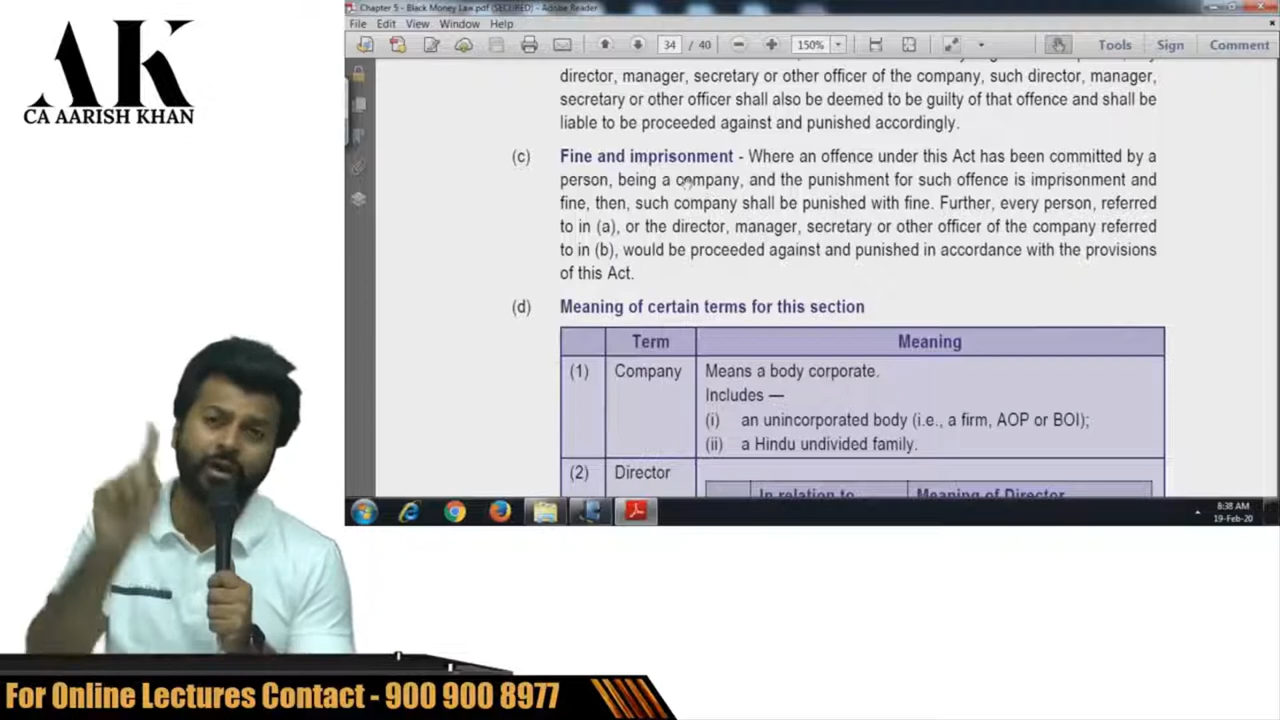 AK
CA AARISH KHAN
Chapter 5 - Black Money Law.pdf (SECURED) - Adobe Reader
File Edit View Window Help
34 / 40 150% Tools Sign Comment
director, manager, secretary or other officer of the company, such director, manager,
secretary or other officer shall also be deemed to be guilty of that offence and shall be
liable to be proceeded against and punished accordingly.
(c) Fine and imprisonment - Where an offence under this Act has been committed by a
person, being a company, and the punishment for such offence is imprisonment and
fine, then, such company shall be punished with fine. Further, every person, referred
to in (a), or the director, manager, secretary or other officer of the company referred
to in (b), would be proceeded against and punished in accordance with the provisions
of this Act.
(d) Meaning of certain terms for this section
Term Meaning
(1) Company Means a body corporate.
Includes —
(i) an unincorporated body (i.e., a firm, AOP or BOI);
(ii) a Hindu undivided family.
(2) Director
In relation to Meaning of Director
8:38 AM
19-Feb-20
For Online Lectures Contact - 900 900 8977